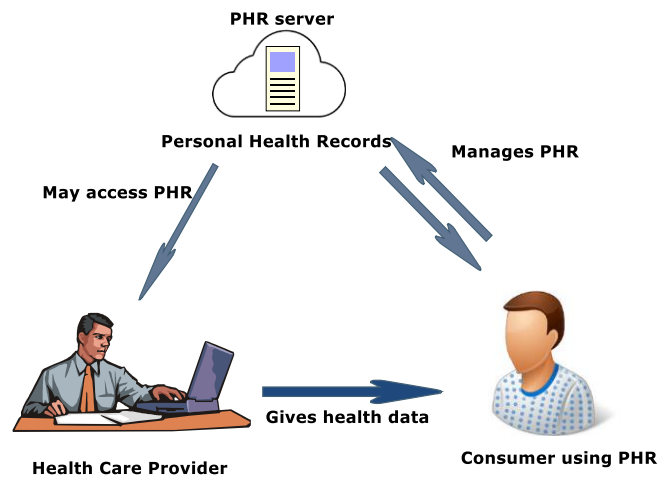 PHR server
Personal Health Records
Manages PHR
May access PHR
Gives health data
Health Care Provider
Consumer using PHR